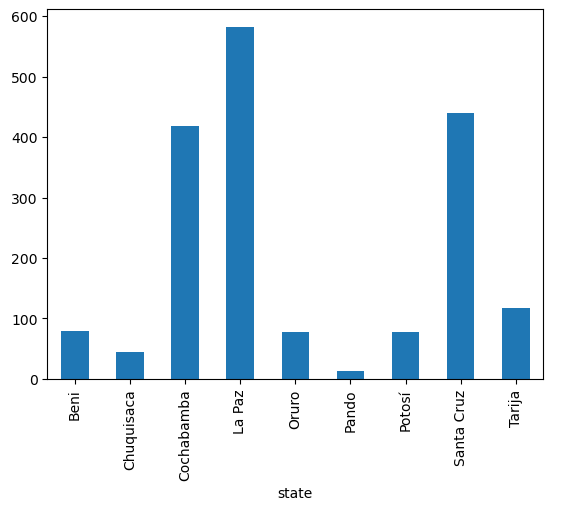 600
500
400
300
200
100
0
Beni
Chuquisaca
Cochabamba
La Paz
Oruro
Pando
Potosí
Santa Cruz
Tarija
state